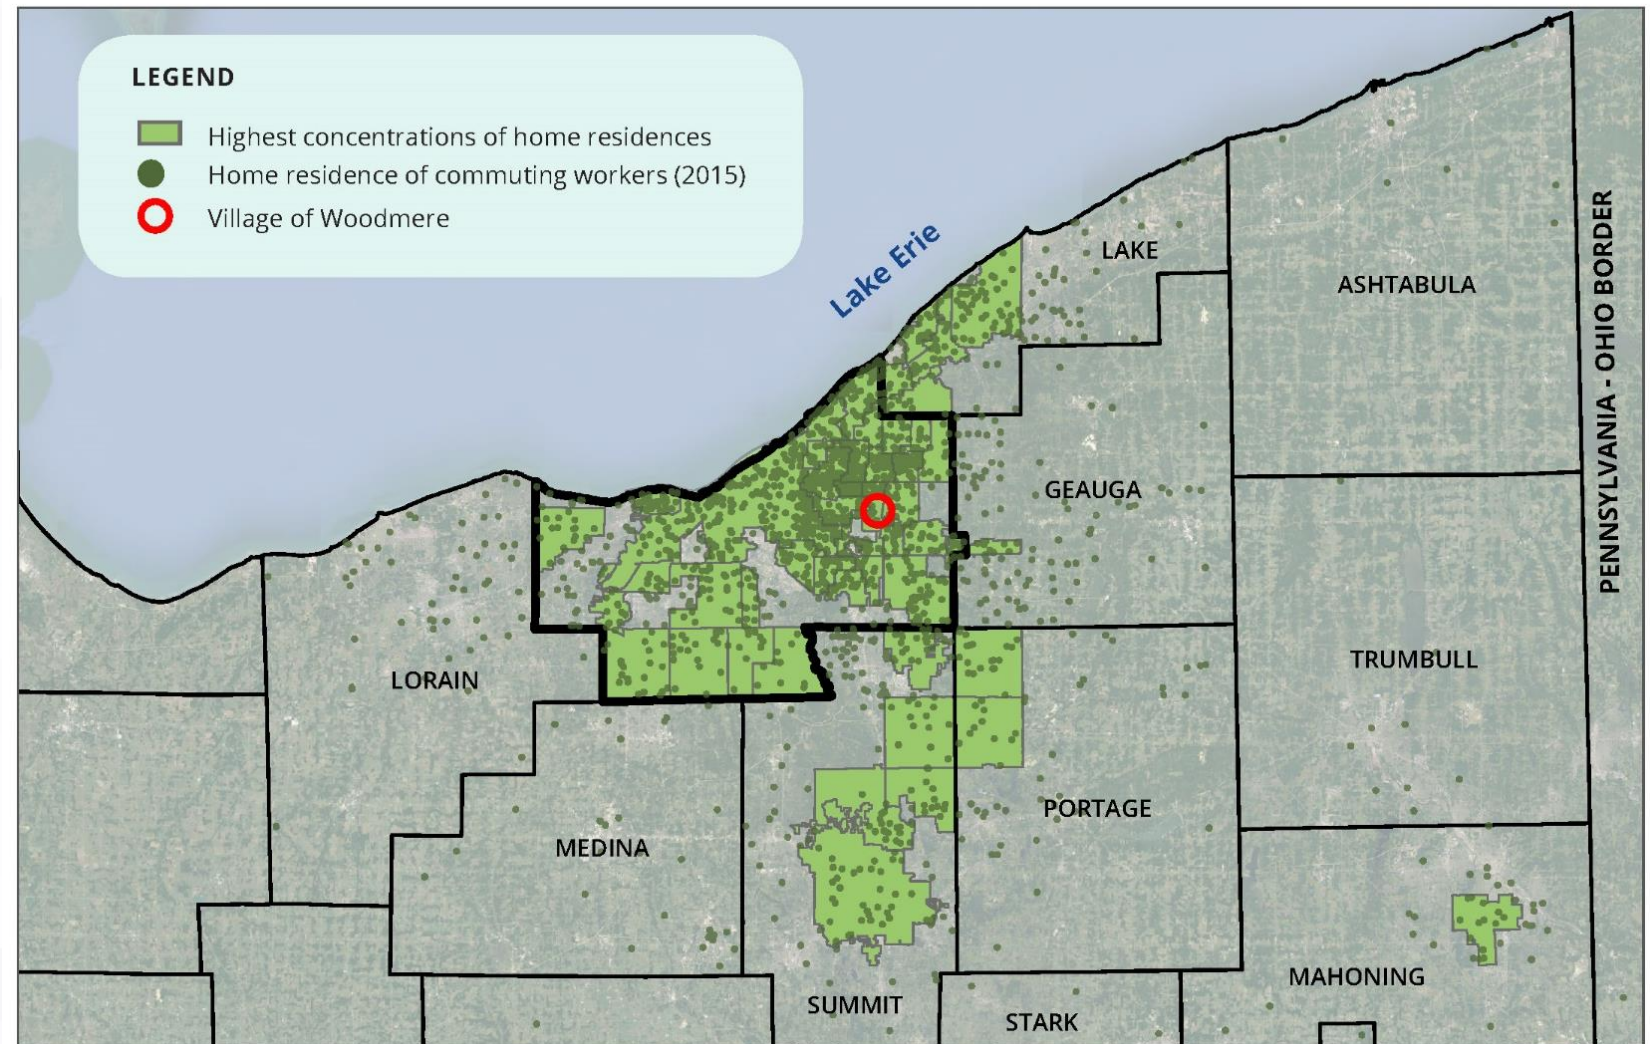 LEGEND
Highest concentrations of home residences
Home residence of commuting workers (2015)
Village of Woodmere
Lake Erie
LAKE
ASHTABULA
PENNSYLVANIA - OHIO BORDER
GEAUGA
LORAIN
TRUMBULL
PORTAGE
MEDINA
MAHONING
SUMMIT
STARK